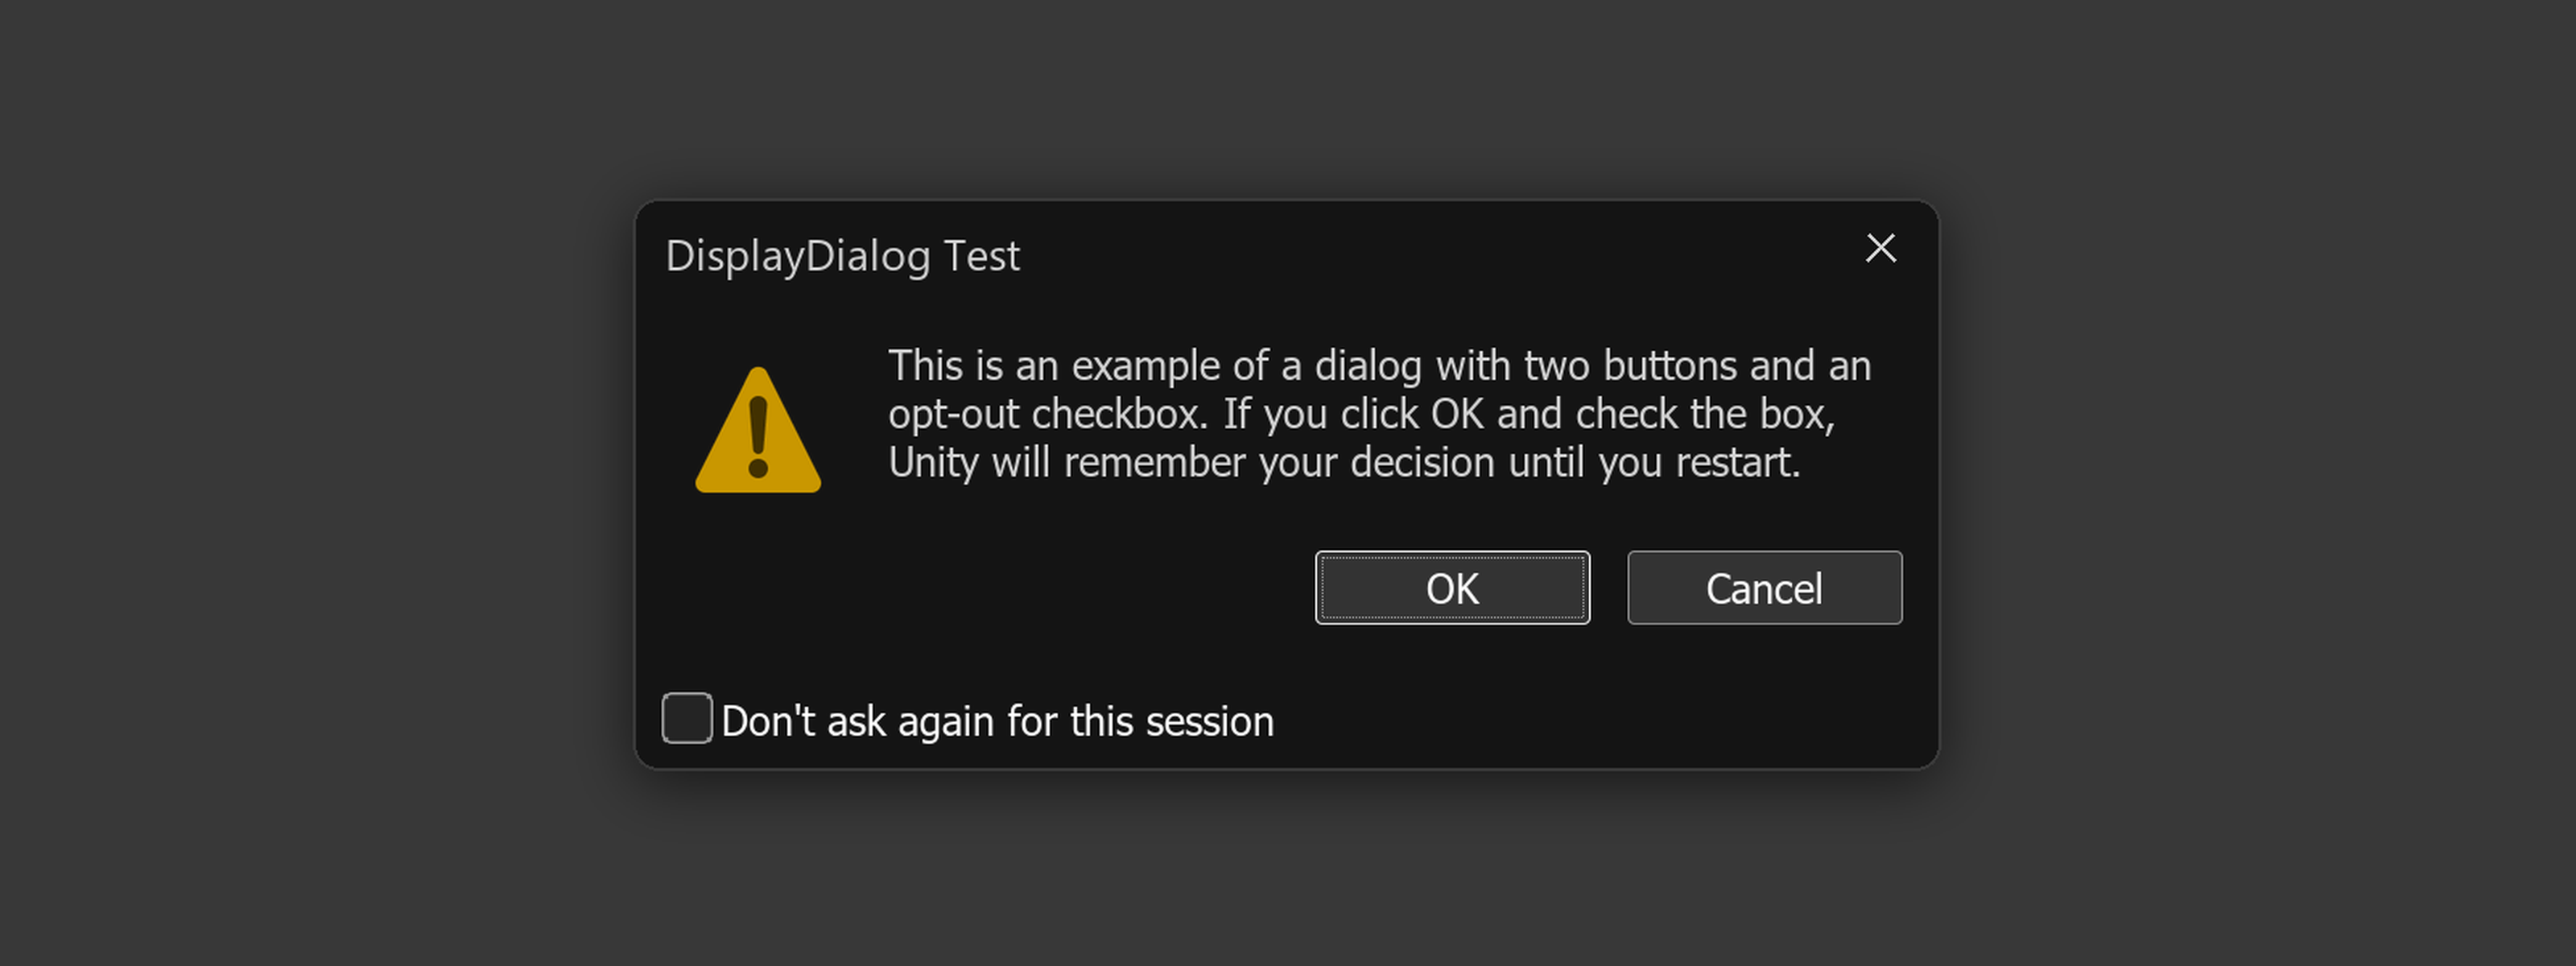 DisplayDialog Test
This is an example of a dialog with two buttons and an
opt-out checkbox. If you click OK and check the box,
Unity will remember your decision until you restart.
OK
Cancel
Don't ask again for this session